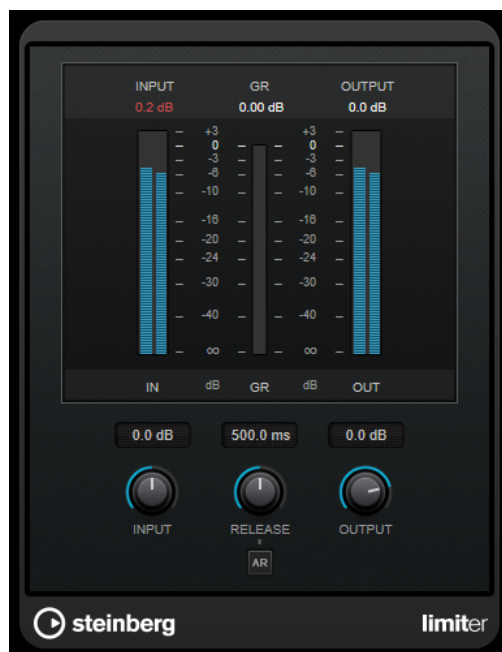 INPUT GR OUTPUT
0.2 dB 0.00 dB 0.0 dB
+3 +3
0 0
-3 -3
-6 -6
-10 -10
-16 -16
-20 -20
-24 -24
-30 -30
-40 -40
∞ ∞
IN dB GR dB OUT
0.0 dB 500.0 ms 0.0 dB
INPUT RELEASE OUTPUT
AR
steinberg limiter